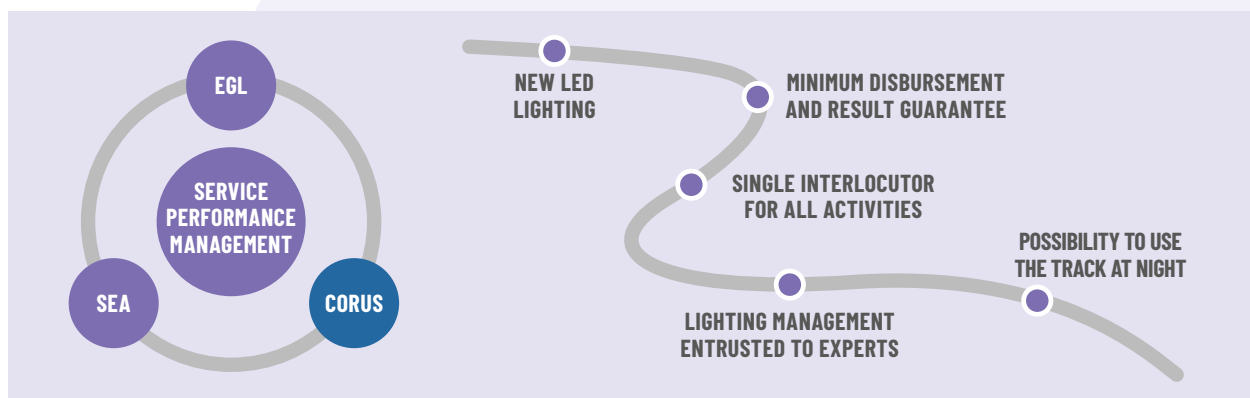 EGL
SERVICE
PERFORMANCE
MANAGEMENT
SEA
CORUS
NEW LED
LIGHTING
MINIMUM DISBURSEMENT
AND RESULT GUARANTEE
SINGLE INTERLOCUTOR
FOR ALL ACTIVITIES
LIGHTING MANAGEMENT
ENTRUSTED TO EXPERTS
POSSIBILITY TO USE
THE TRACK AT NIGHT